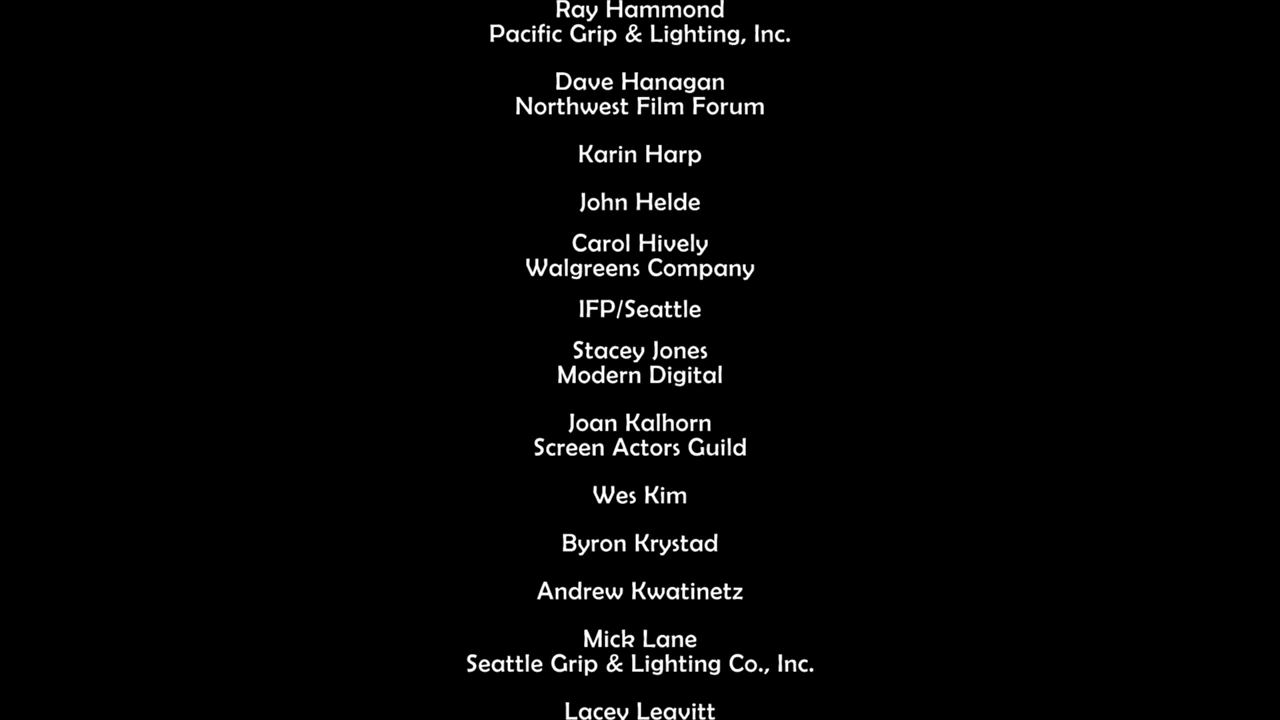 Ray Hammond
Pacific Grip & Lighting, Inc.
Dave Hanagan
Northwest Film Forum
Karin Harp
John Helde
Carol Hively
Walgreens Company
IFP/Seattle
Stacey Jones
Modern Digital
Joan Kalhorn
Screen Actors Guild
Wes Kim
Byron Krystad
Andrew Kwatinetz
Mick Lane
Seattle Grip & Lighting Co., Inc.
Lacey Leavitt